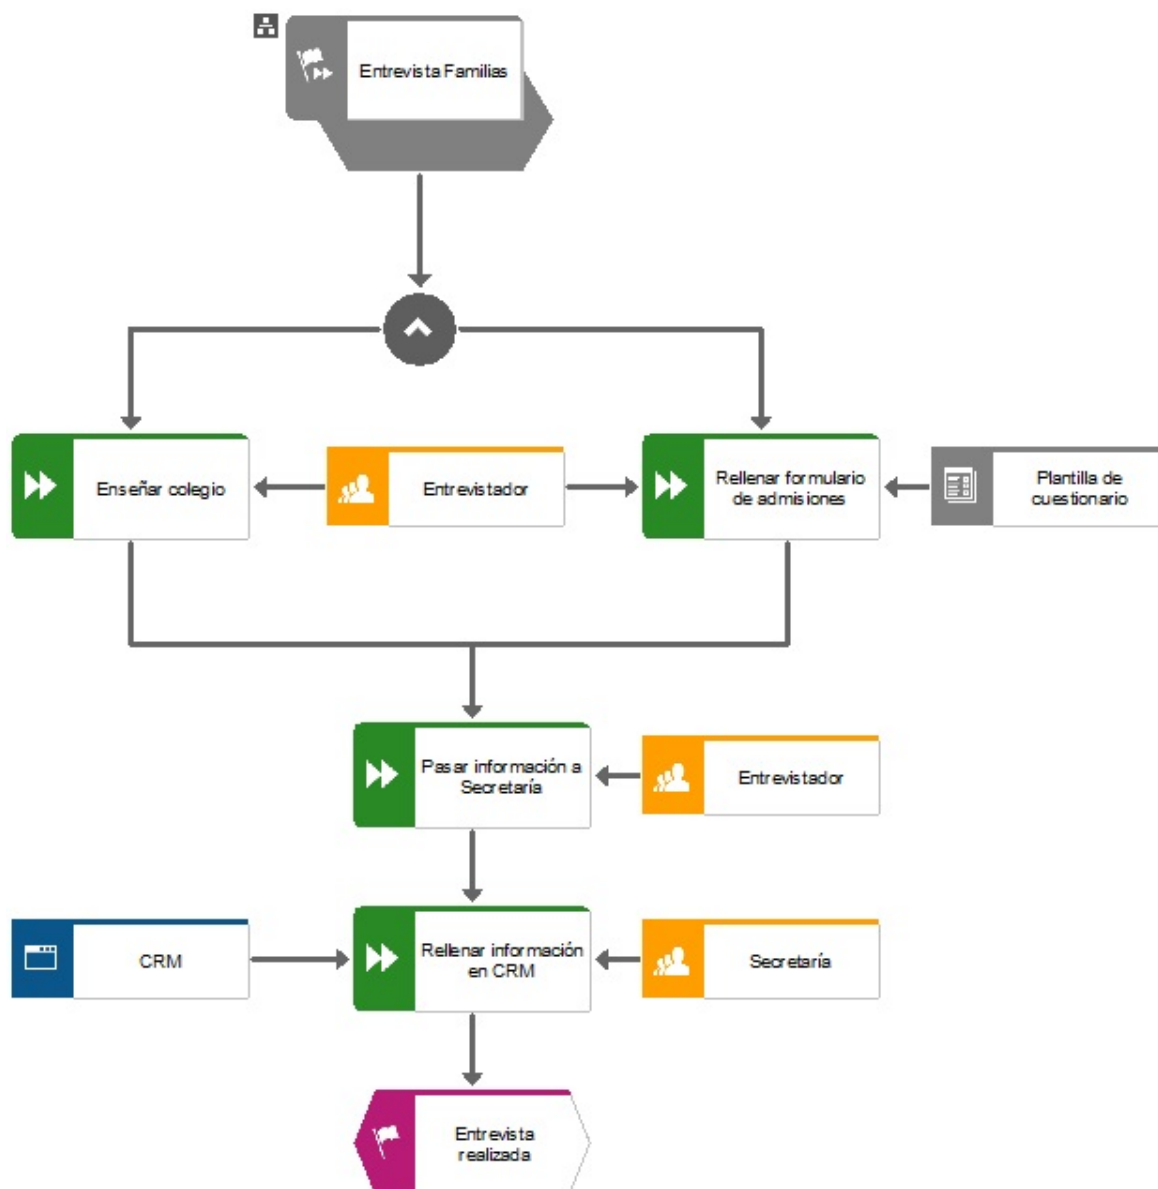 Entrevista Familias
Enseñar colegio
Entrevistador
Rellenar formulario
de admisiones
Plantilla de
cuestionario
Pasar información a
Secretaría
Entrevistador
CRM
Rellenar información
en CRM
Secretaría
Entrevista
realizada